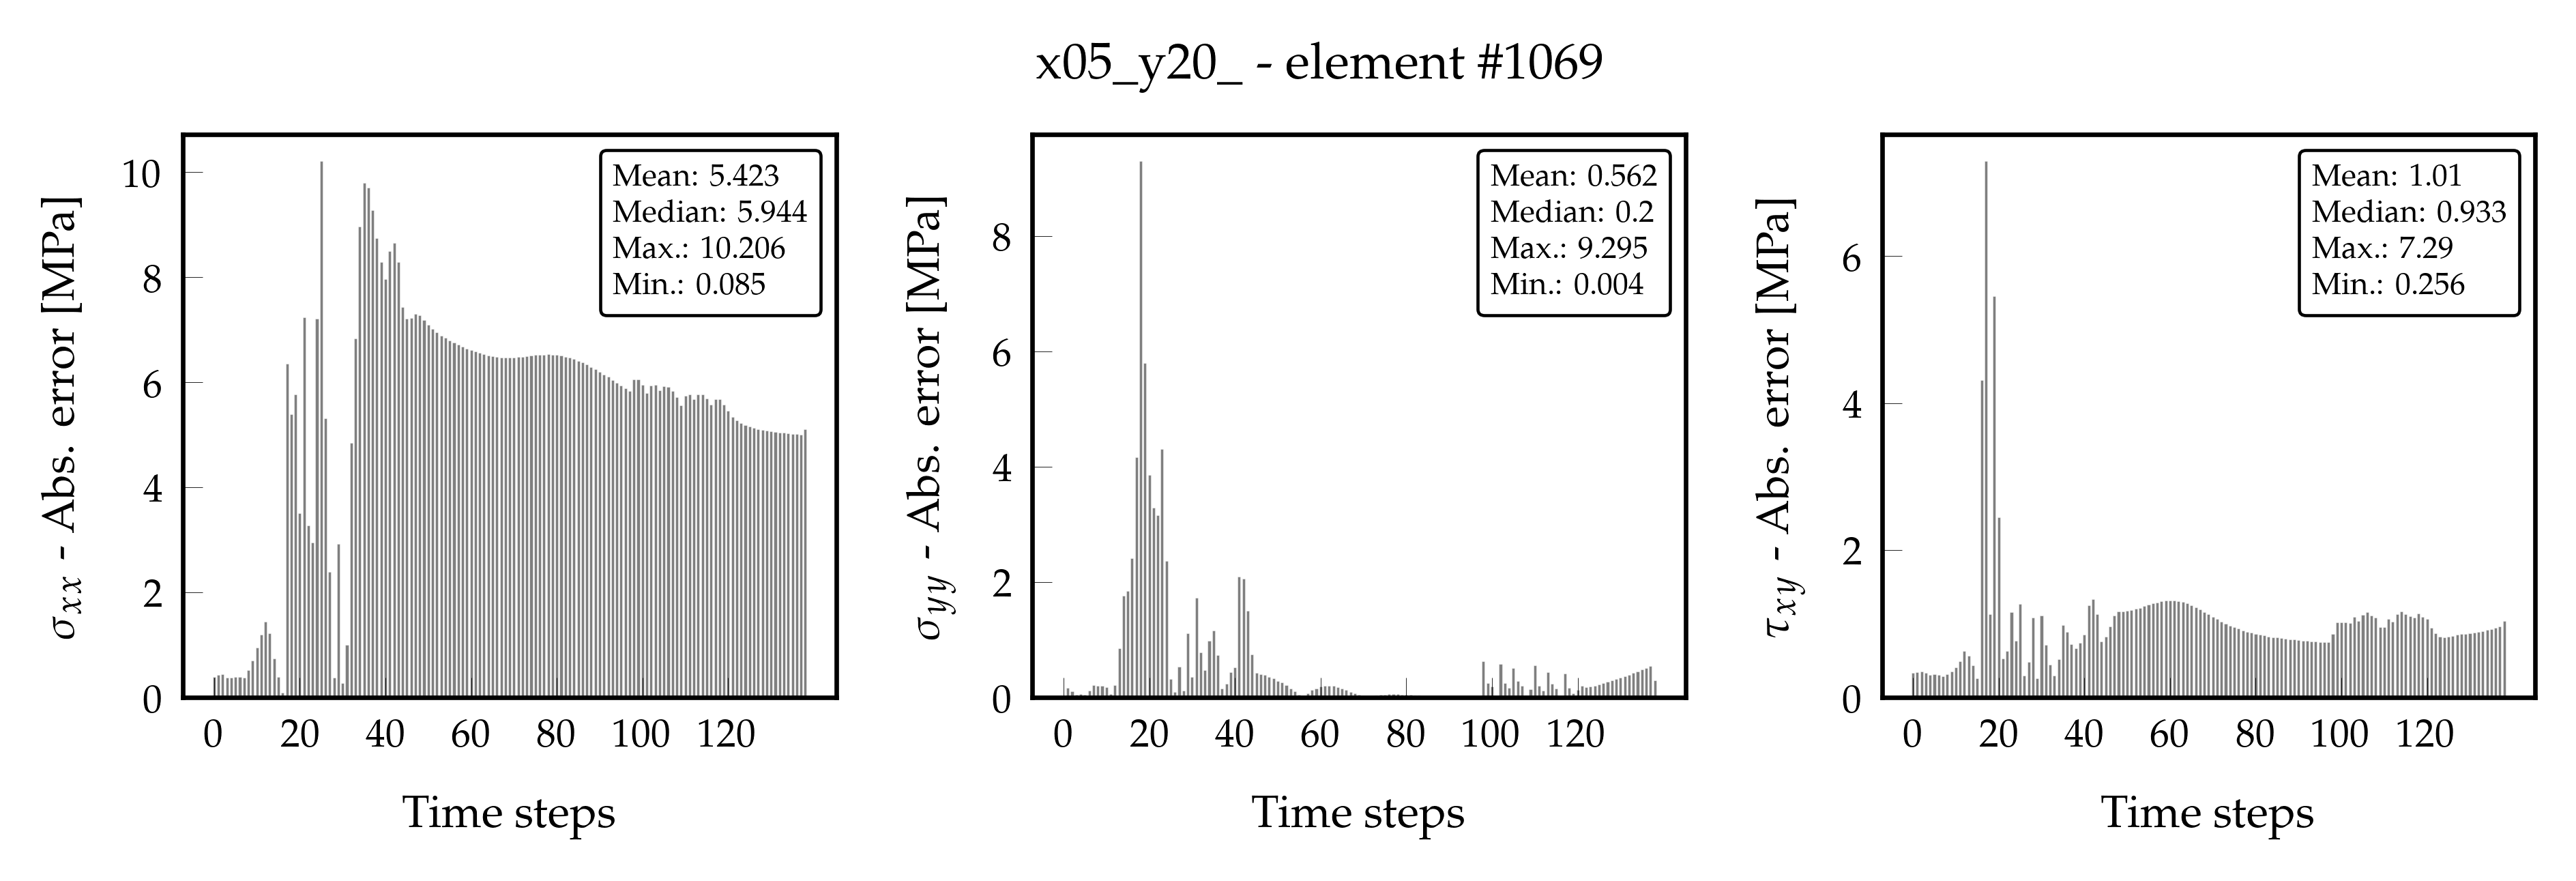 x05_y20_ - element #1069
σxx - Abs. error [MPa]
10
8
6
4
2
0
Mean: 5.423
Median: 5.944
Max.: 10.206
Min.: 0.085
0 20 40 60 80 100 120
Time steps
σyy - Abs. error [MPa]
8
6
4
2
0
Mean: 0.562
Median: 0.2
Max.: 9.295
Min.: 0.004
0 20 40 60 80 100 120
Time steps
τxy - Abs. error [MPa]
6
4
2
0
Mean: 1.01
Median: 0.933
Max.: 7.29
Min.: 0.256
0 20 40 60 80 100 120
Time steps